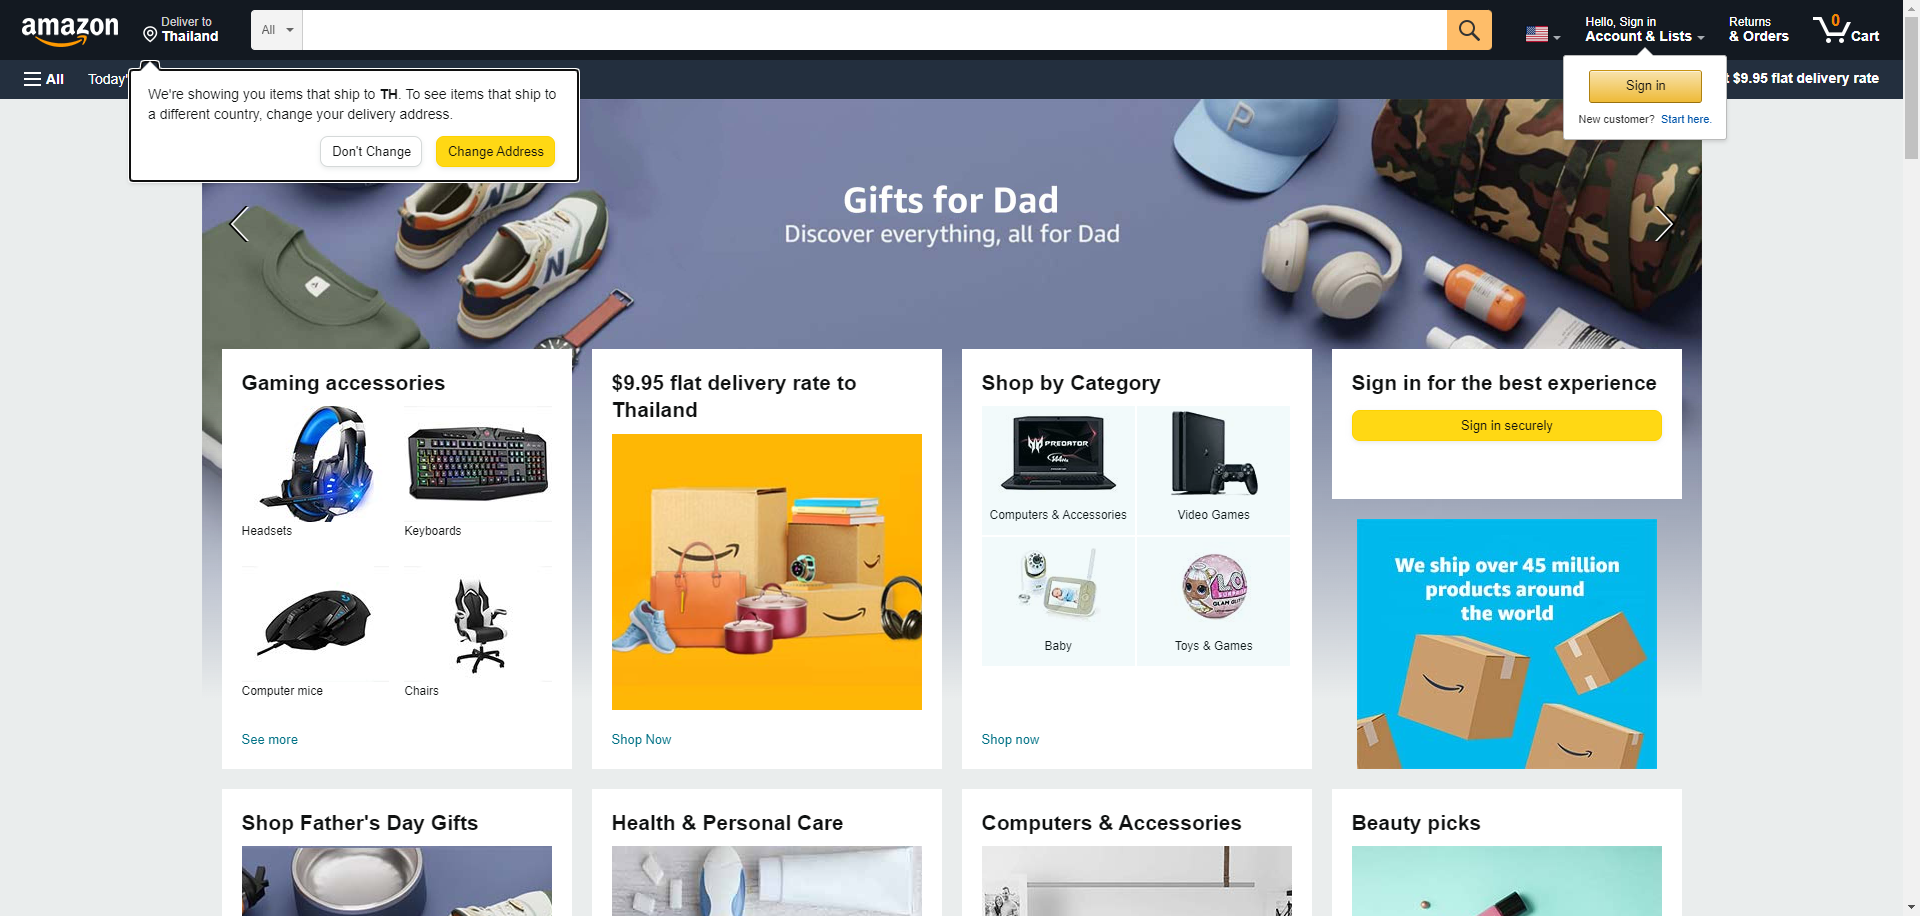 amazon
Deliver to
Thailand
All
Hello, Sign in
Account & Lists
Returns
& Orders
0
Cart
All
Today'
$9.95 flat delivery rate
We're showing you items that ship to TH. To see items that ship to
a different country, change your delivery address.
Don't Change
Change Address
Sign in
New customer? Start here.
Gifts for Dad
Discover everything, all for Dad
Gaming accessories
Headsets
Keyboards
Computer mice
Chairs
See more
$9.95 flat delivery rate to
Thailand
Shop Now
Shop by Category
PREDATOR
Computers & Accessories
Video Games
Baby
Toys & Games
Shop now
Sign in for the best experience
Sign in securely
We ship over 45 million
products around
the world
Shop Father's Day Gifts
Health & Personal Care
Computers & Accessories
Beauty picks